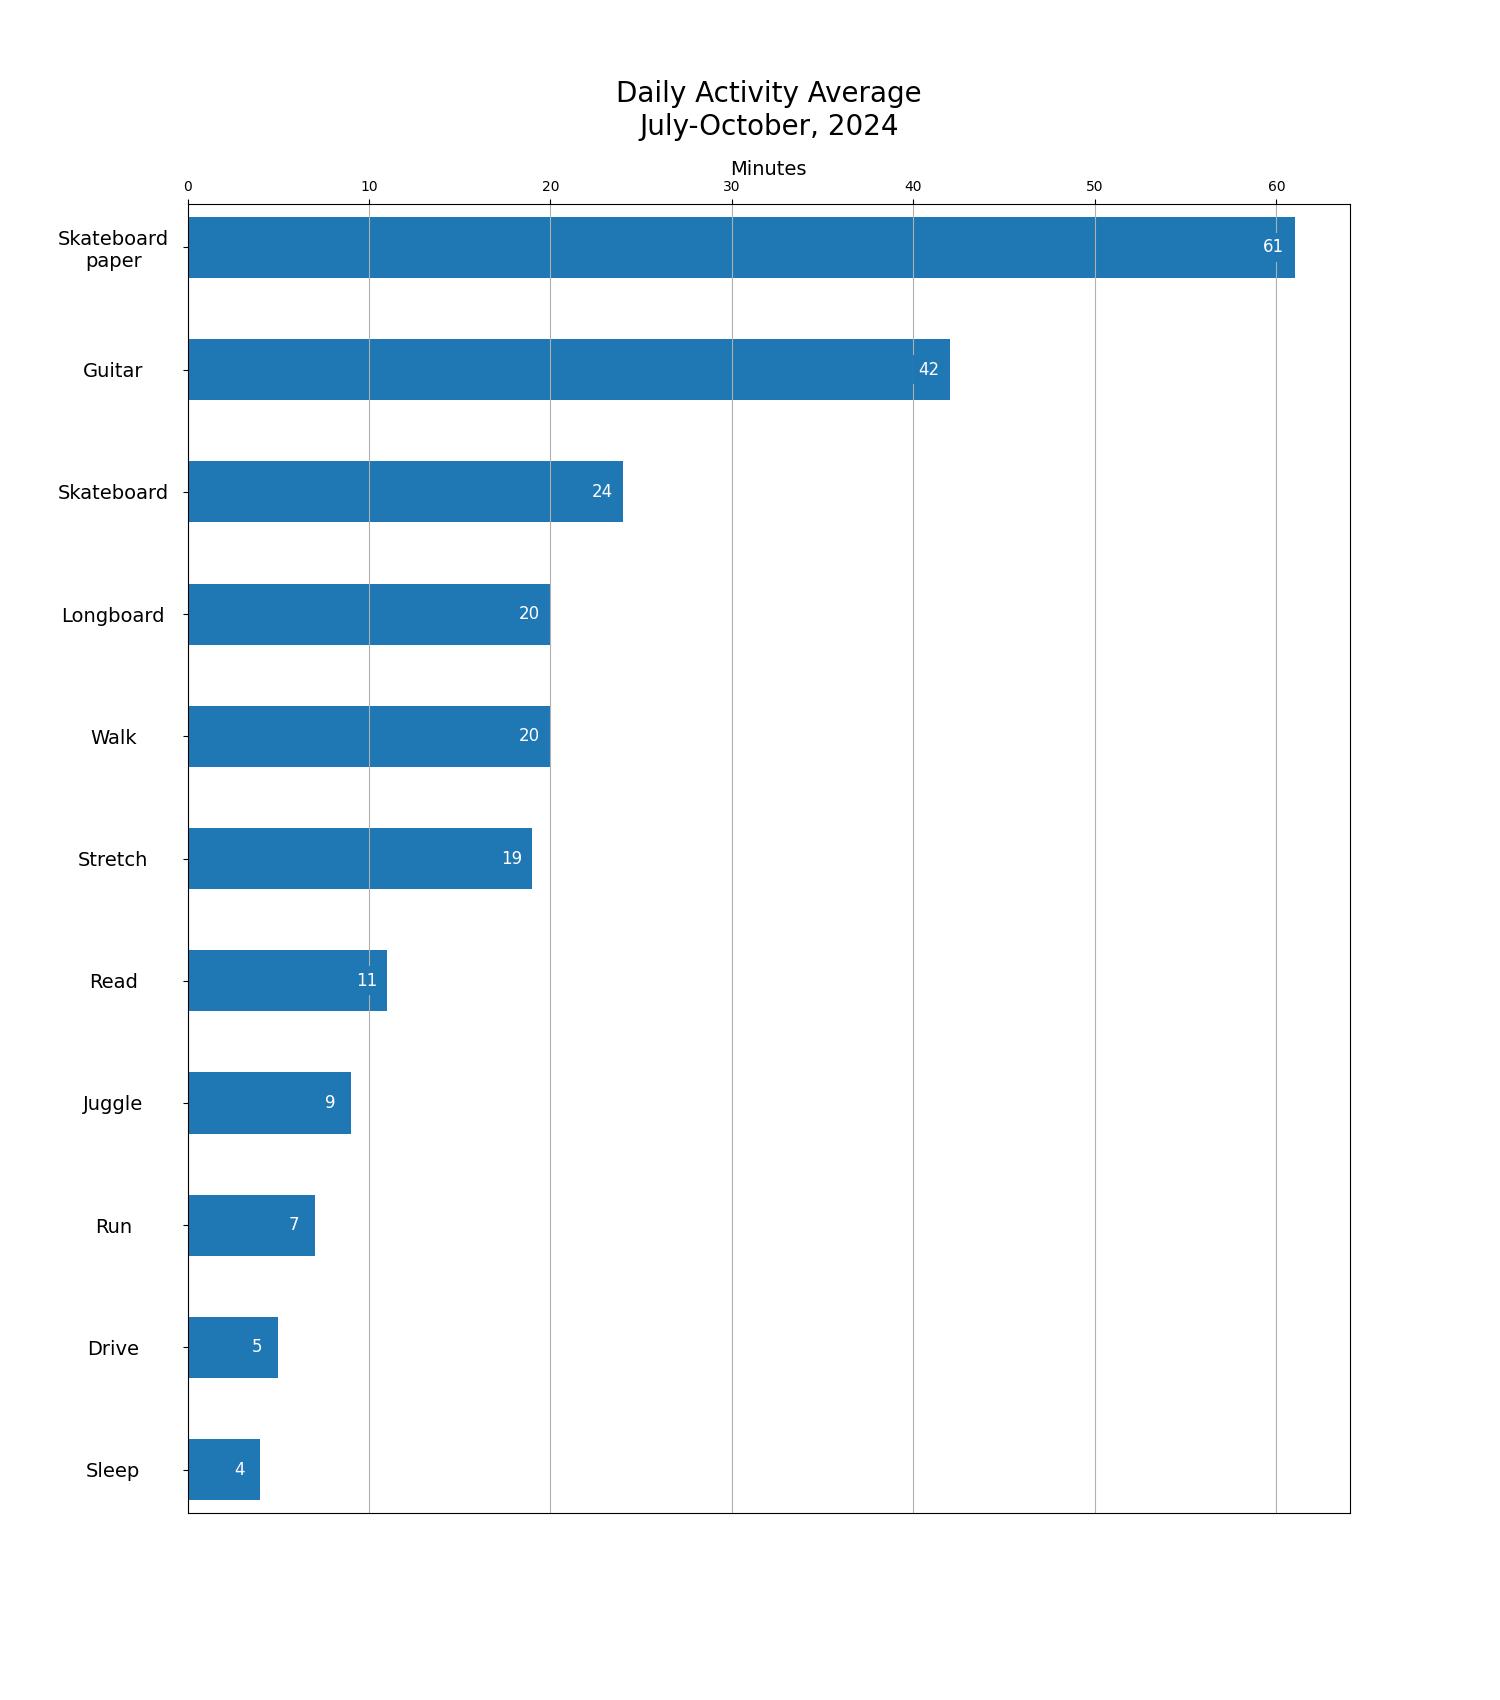 Daily Activity Average
July-October, 2024
Minutes
0 10 20 30 40 50 60
Skateboard
paper
61
Guitar 42
Skateboard 24
Longboard 20
Walk 20
Stretch 19
Read 11
Juggle 9
Run 7
Drive 5
Sleep 4